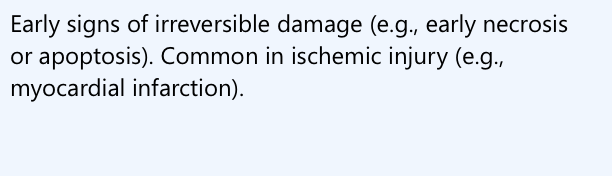 Early signs of irreversible damage (e.g., early necrosis
or apoptosis). Common in ischemic injury (e.g.,
myocardial infarction).